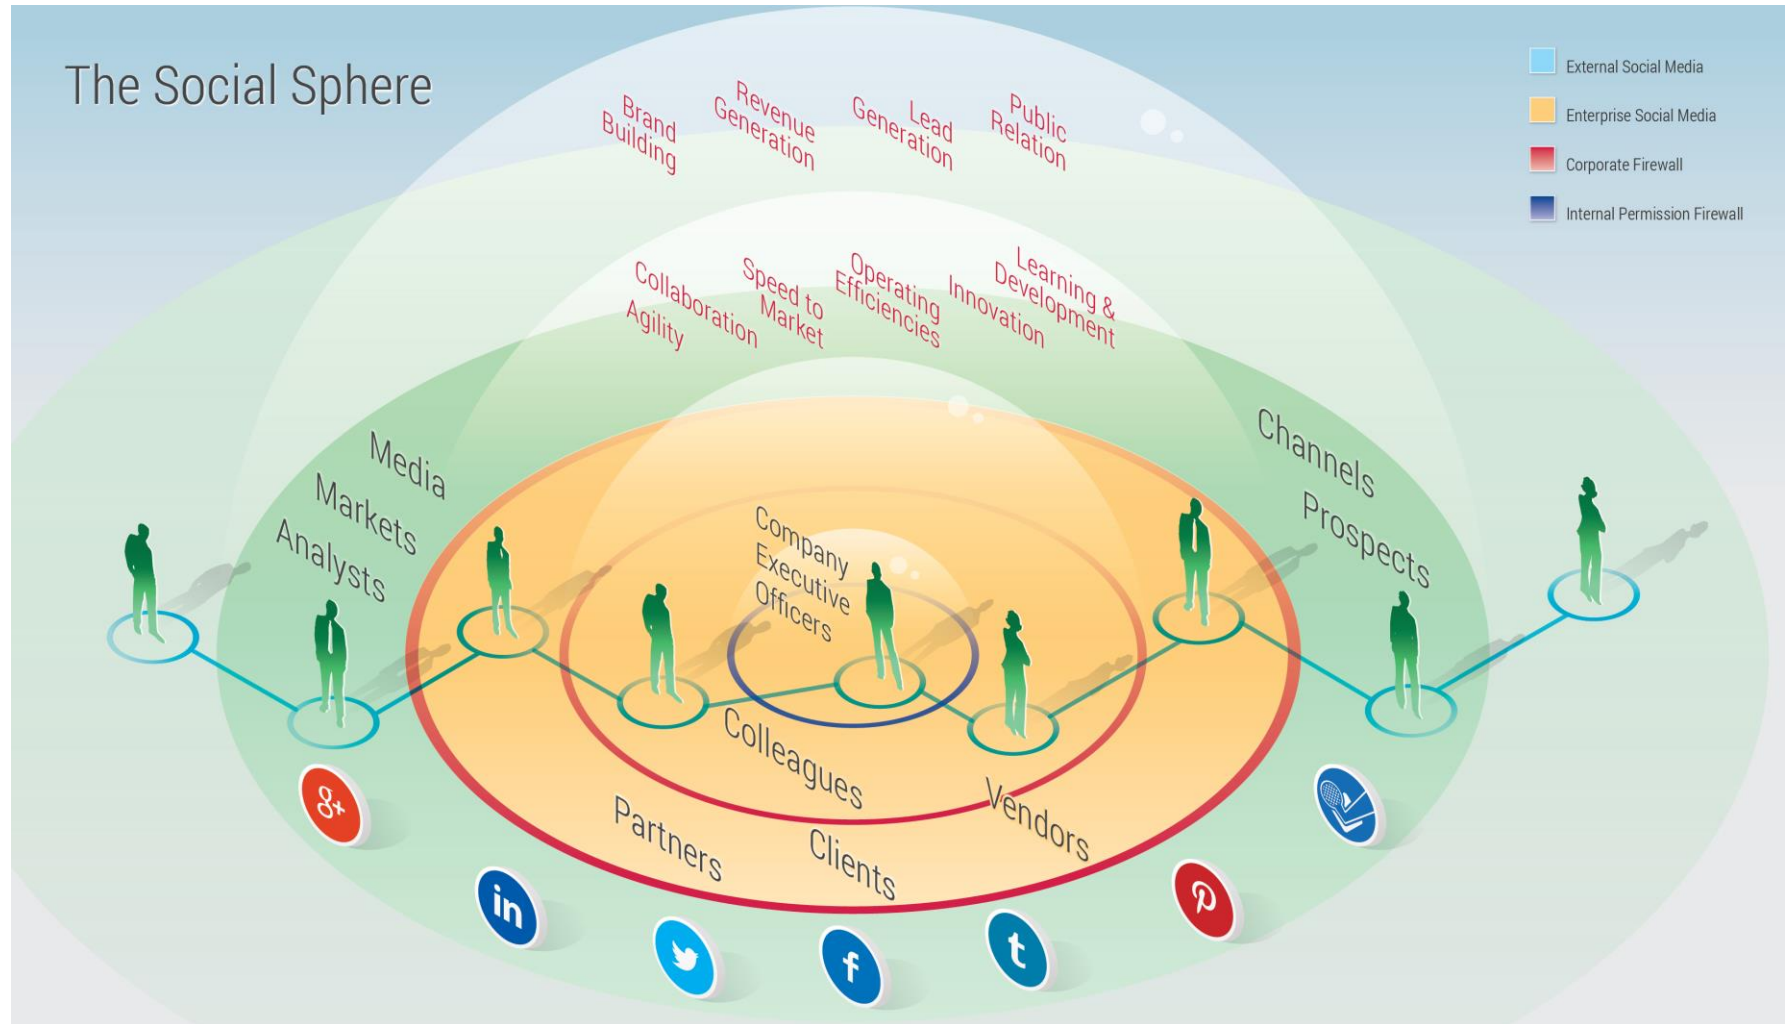 The Social Sphere
External Social Media
Enterprise Social Media
Corporate Firewall
Internal Permission Firewall
Brand
Building
Revenue
Generation
Lead
Generation
Public
Relation
Collaboration
Agility
Speed to
Market
Operating
Efficiencies
Innovation
Learning &
Development
Media
Markets
Analysts
Channels
Prospects
Company
Executive
Officers
Colleagues
Vendors
Partners
Clients
g+
in
f
t